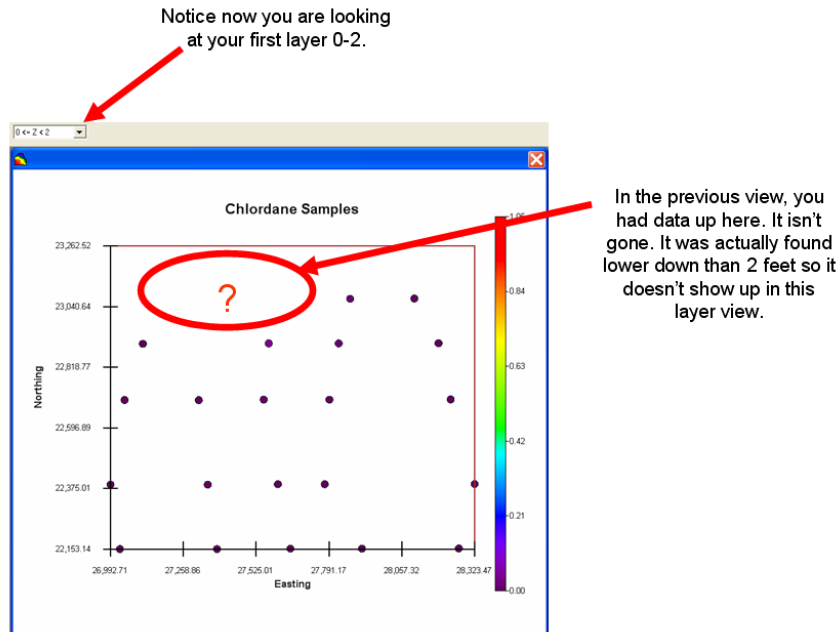 Notice now you are looking
at your first layer 0-2.
0 <= Z < 2
Chlordane Samples
In the previous view, you
had data up here. It isn't
gone. It was actually found
lower down than 2 feet so it
doesn't show up in this
layer view.
?
Northing
23,262.52
23,040.64
22,818.77
22,596.89
22,375.01
22,153.14
26,992.71 27,258.86 27,525.01 27,791.17 28,057.32 28,323.47
Easting
0.84
0.63
0.42
0.21
0.00